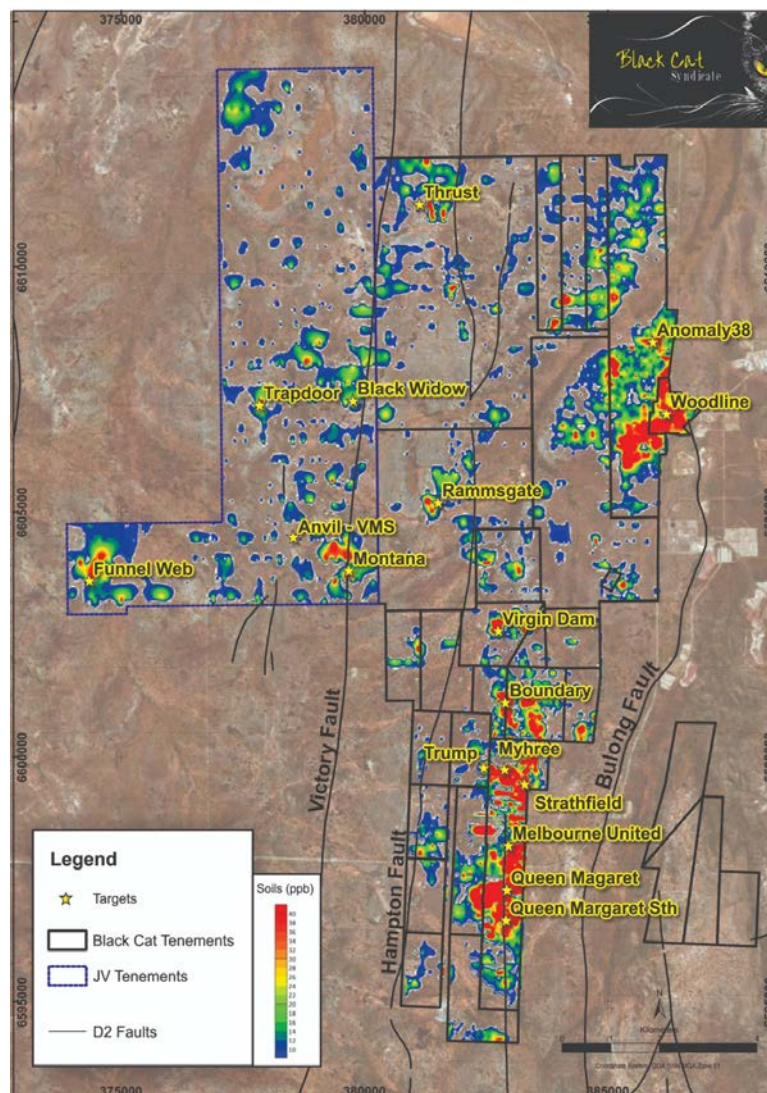 375000
380000
Black Cat
Syndicate
Thrust
6610000
Anomaly38
Trapdoor
Black Widow
Woodline
Rammsgate
6605000
Anvil - VMS
Funnel Web
Montana
Virgin Dam
Boundary
Victory Fault
Bulong Fault
6600000
Trump
Myhree
Strathfield
Melbourne United
Hampton Fault
Queen Magaret
Queen Margaret Sth
Legend
Targets
Black Cat Tenements
JV Tenements
D2 Faults
Soils (ppb)
40
38
36
34
32
30
28
26
24
22
20
18
16
14
12
10
6595000
N
Kilometers
375000
380000
385000